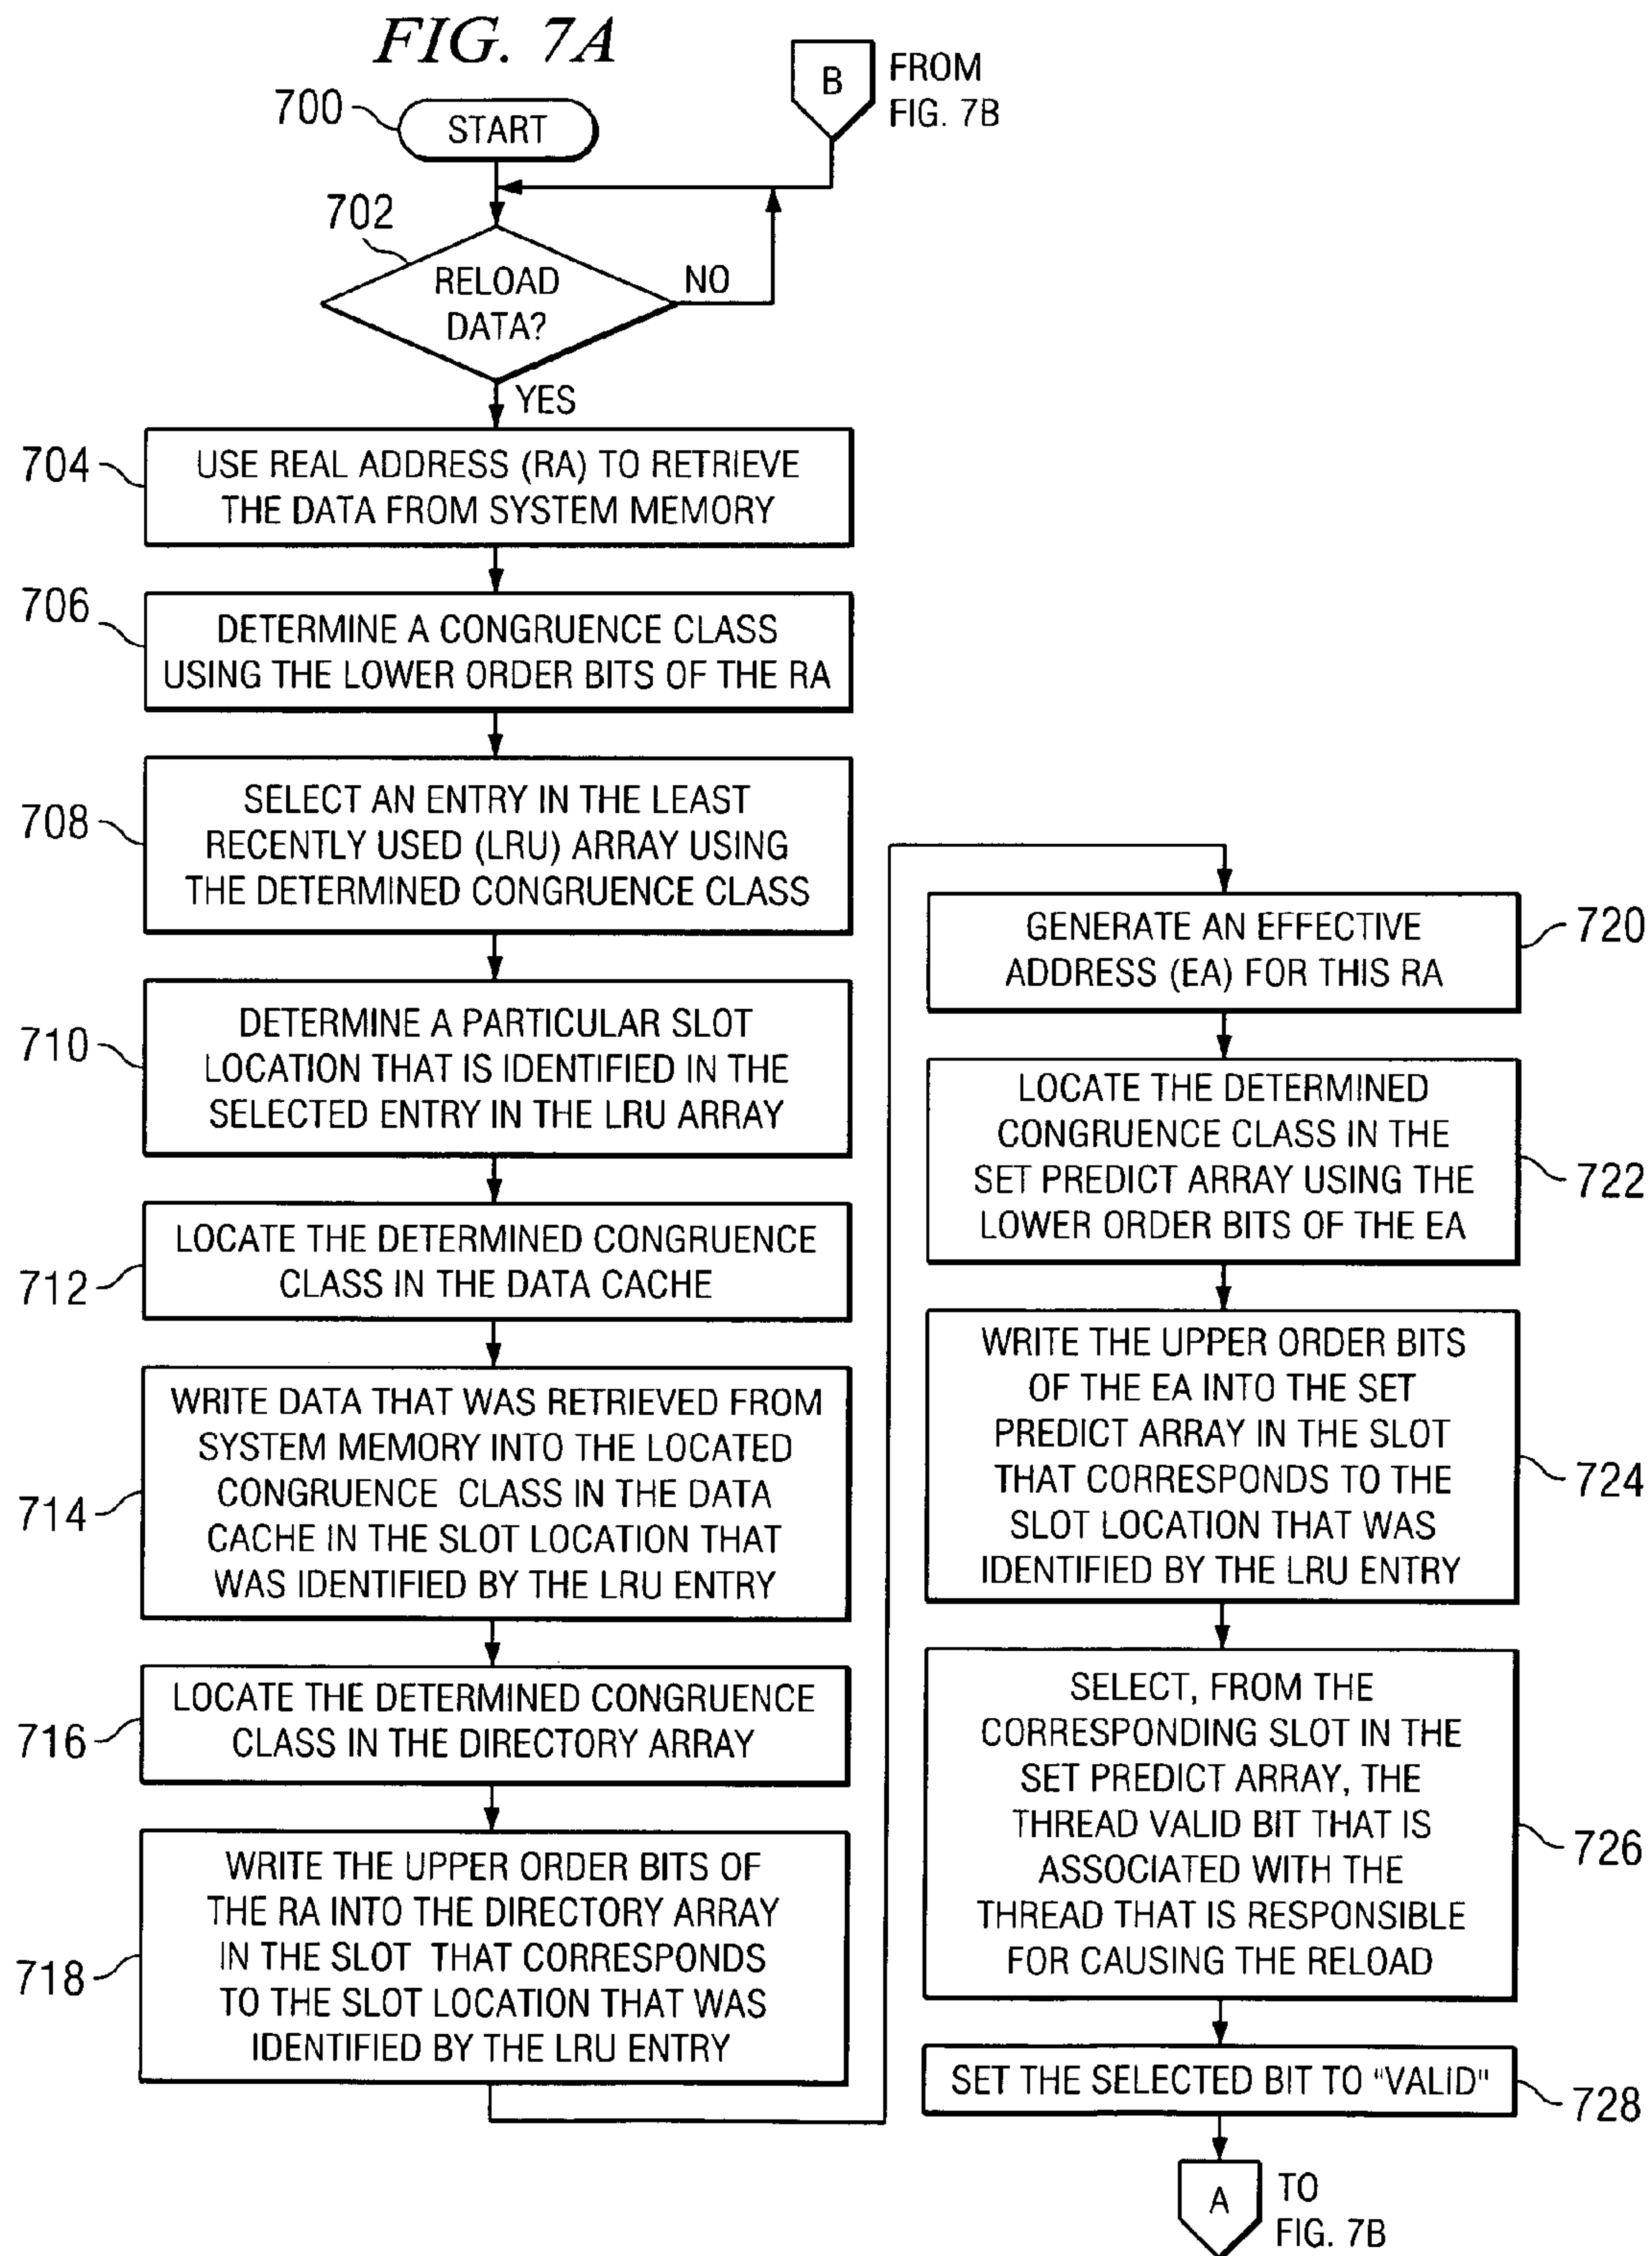 FIG. 7A
B
FROM
FIG. 7B
700
START
702
RELOAD
DATA?
NO
YES
704
USE REAL ADDRESS (RA) TO RETRIEVE
THE DATA FROM SYSTEM MEMORY
706
DETERMINE A CONGRUENCE CLASS
USING THE LOWER ORDER BITS OF THE RA
708
SELECT AN ENTRY IN THE LEAST
RECENTLY USED (LRU) ARRAY USING
THE DETERMINED CONGRUENCE CLASS
710
DETERMINE A PARTICULAR SLOT
LOCATION THAT IS IDENTIFIED IN THE
SELECTED ENTRY IN THE LRU ARRAY
712
LOCATE THE DETERMINED CONGRUENCE
CLASS IN THE DATA CACHE
714
WRITE DATA THAT WAS RETRIEVED FROM
SYSTEM MEMORY INTO THE LOCATED
CONGRUENCE CLASS IN THE DATA
CACHE IN THE SLOT LOCATION THAT
WAS IDENTIFIED BY THE LRU ENTRY
716
LOCATE THE DETERMINED CONGRUENCE
CLASS IN THE DIRECTORY ARRAY
718
WRITE THE UPPER ORDER BITS OF
THE RA INTO THE DIRECTORY ARRAY
IN THE SLOT THAT CORRESPONDS
TO THE SLOT LOCATION THAT WAS
IDENTIFIED BY THE LRU ENTRY
GENERATE AN EFFECTIVE
ADDRESS (EA) FOR THIS RA
720
LOCATE THE DETERMINED
CONGRUENCE CLASS IN THE
SET PREDICT ARRAY USING THE
LOWER ORDER BITS OF THE EA
722
WRITE THE UPPER ORDER BITS
OF THE EA INTO THE SET
PREDICT ARRAY IN THE SLOT
THAT CORRESPONDS TO THE
SLOT LOCATION THAT WAS
IDENTIFIED BY THE LRU ENTRY
724
SELECT, FROM THE
CORRESPONDING SLOT IN THE
SET PREDICT ARRAY, THE
THREAD VALID BIT THAT IS
ASSOCIATED WITH THE
THREAD THAT IS RESPONSIBLE
FOR CAUSING THE RELOAD
726
SET THE SELECTED BIT TO "VALID"
728
A
TO
FIG. 7B